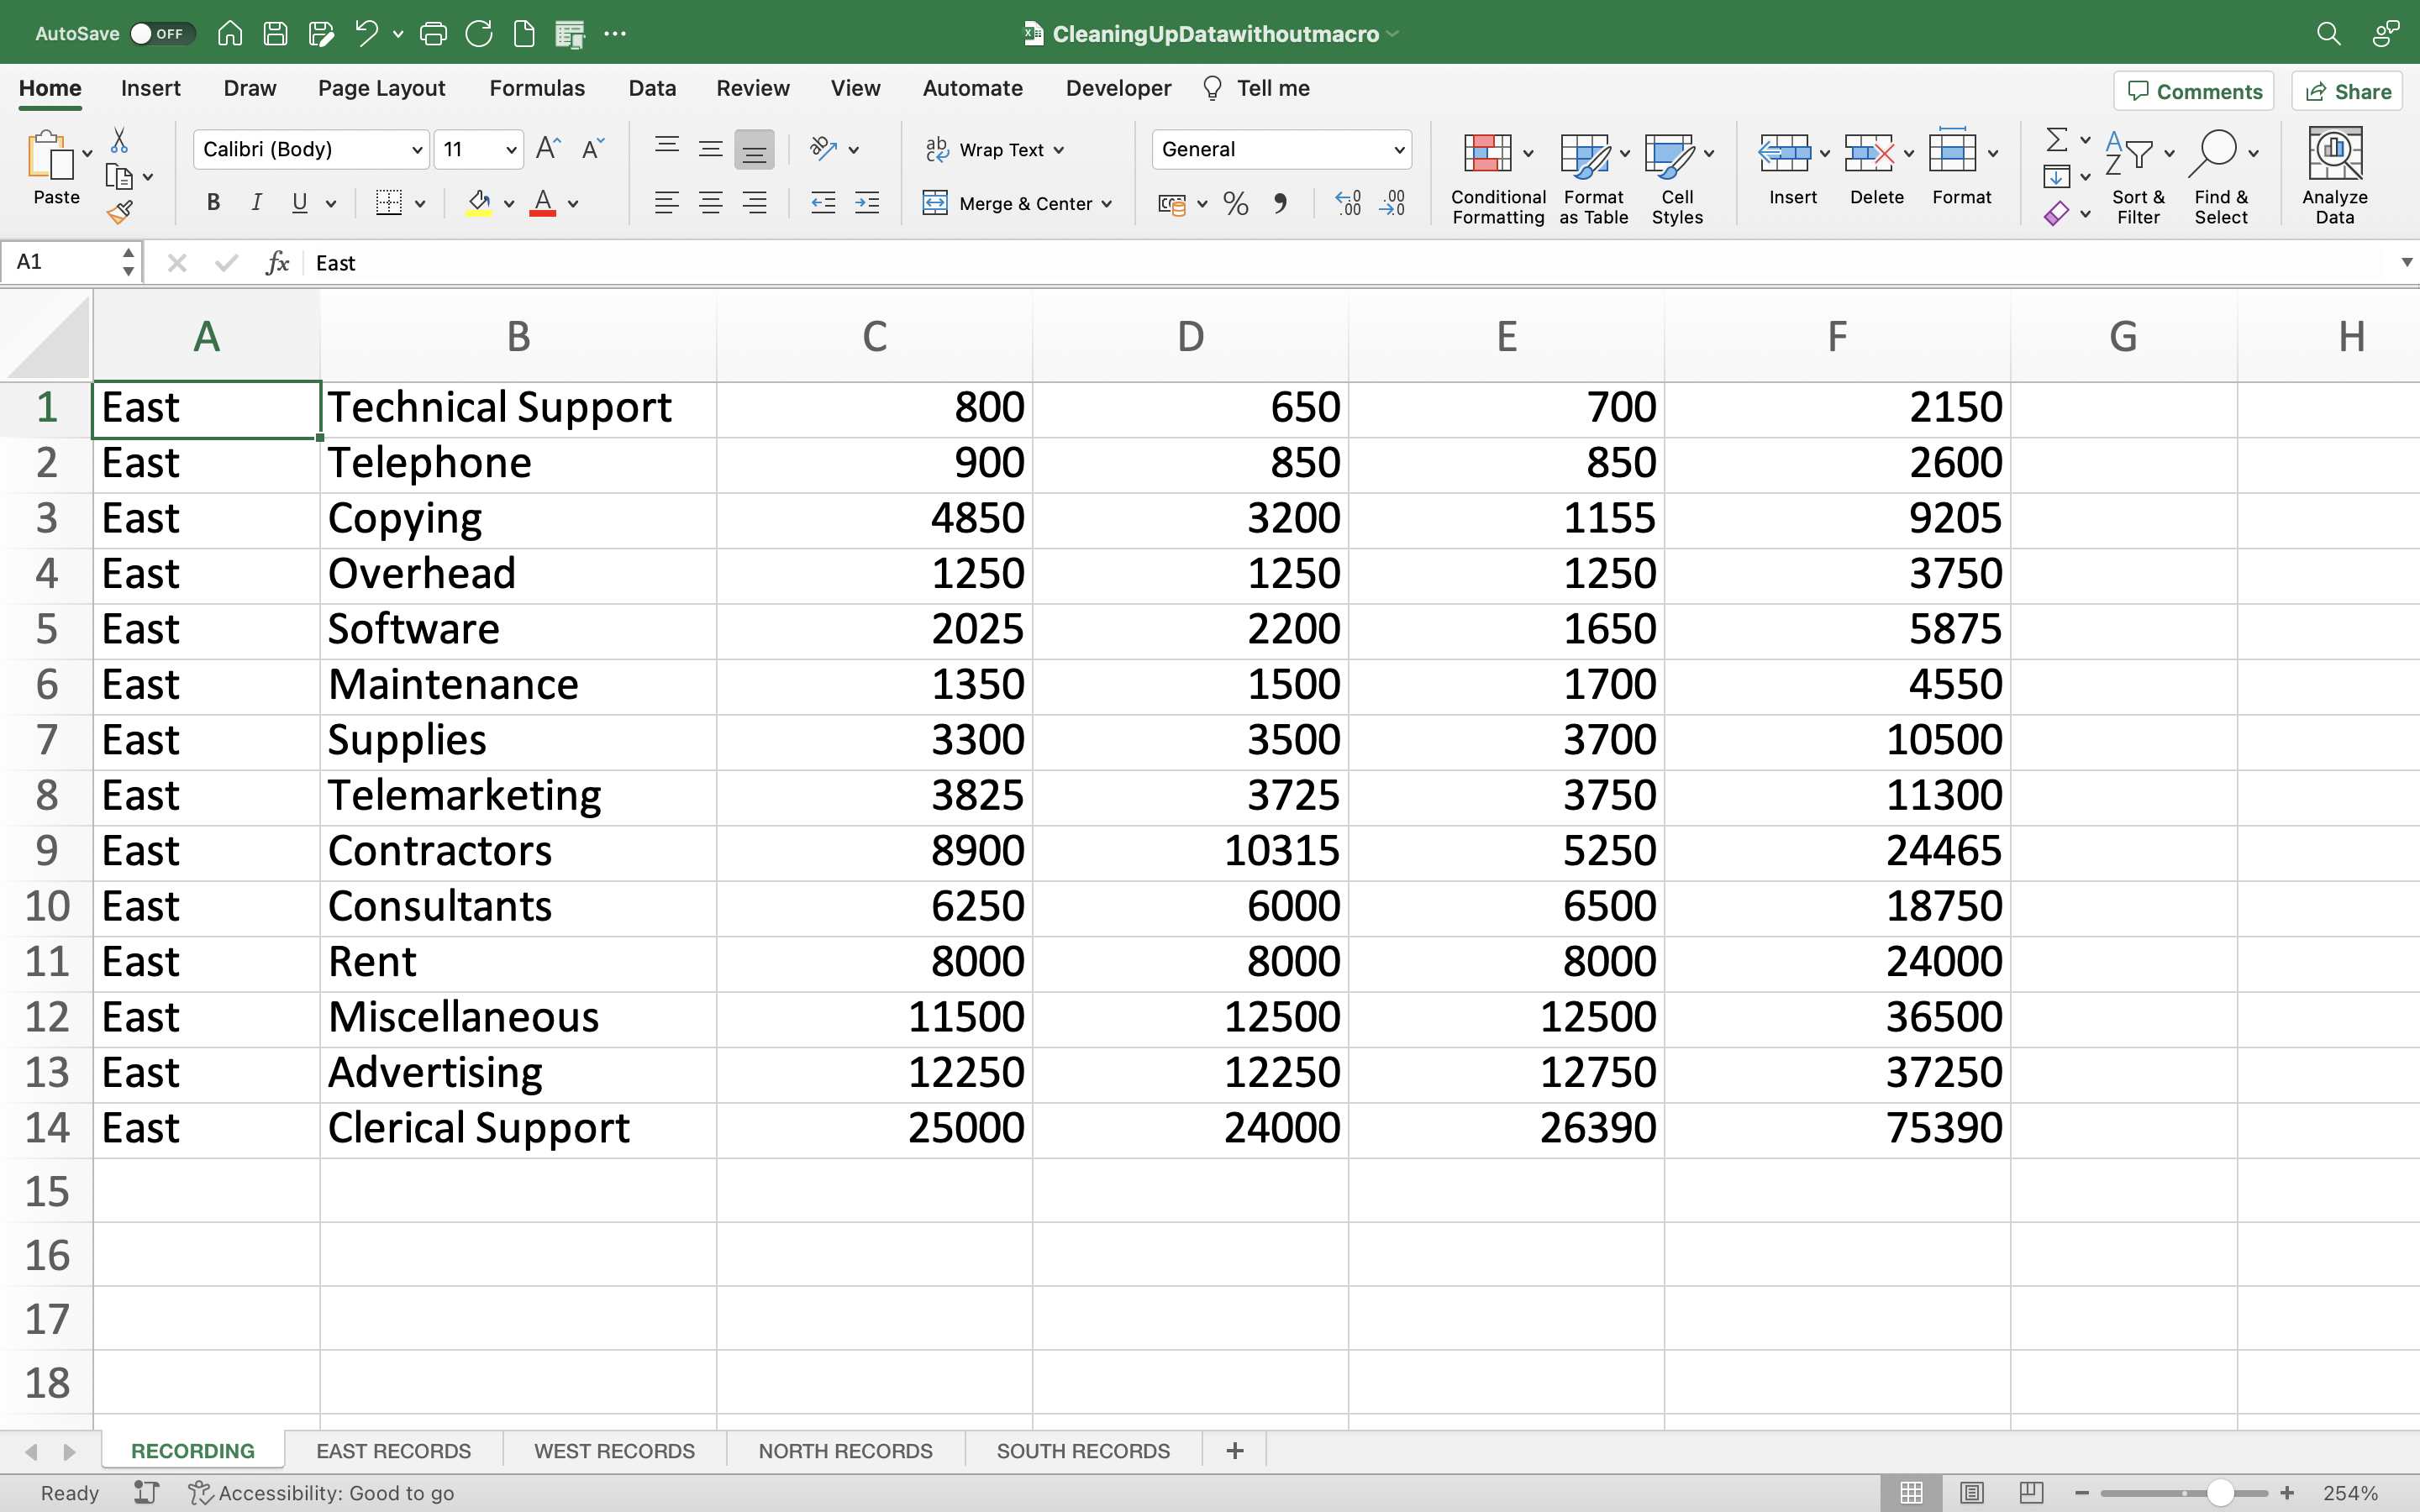 AutoSave OFF CleaningUpDatawithoutmacro
Home Insert Draw Page Layout Formulas Data Review View Automate Developer Tell me Comments Share
Paste Calibri (Body) 11 Wrap Text General
B I U Merge & Center
Conditional Formatting Format as Table Cell Styles Insert Delete Format Sort & Filter Find & Select Analyze Data
A1 fx East
A B C D E F G H
1 East Technical Support 800 650 700 2150
2 East Telephone 900 850 850 2600
3 East Copying 4850 3200 1155 9205
4 East Overhead 1250 1250 1250 3750
5 East Software 2025 2200 1650 5875
6 East Maintenance 1350 1500 1700 4550
7 East Supplies 3300 3500 3700 10500
8 East Telemarketing 3825 3725 3750 11300
9 East Contractors 8900 10315 5250 24465
10 East Consultants 6250 6000 6500 18750
11 East Rent 8000 8000 8000 24000
12 East Miscellaneous 11500 12500 12500 36500
13 East Advertising 12250 12250 12750 37250
14 East Clerical Support 25000 24000 26390 75390
15
16
17
18
RECORDING EAST RECORDS WEST RECORDS NORTH RECORDS SOUTH RECORDS +
Ready Accessibility: Good to go 254%